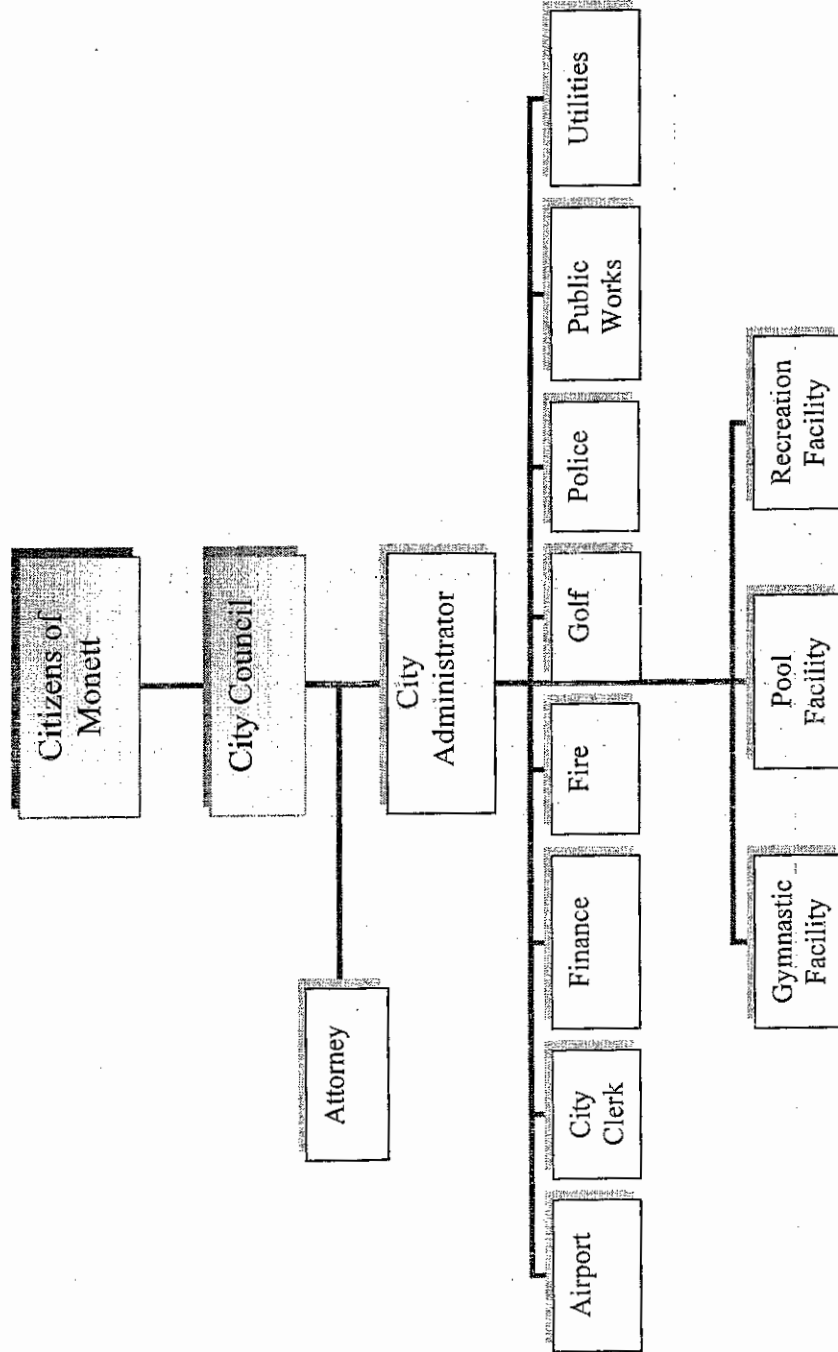 Citizens of
Monett
City Council
Attorney
City
Administrator
Airport
City
Clerk
Finance
Fire
Golf
Police
Public
Works
Utilities
Gymnastic
Facility
Pool
Facility
Recreation
Facility